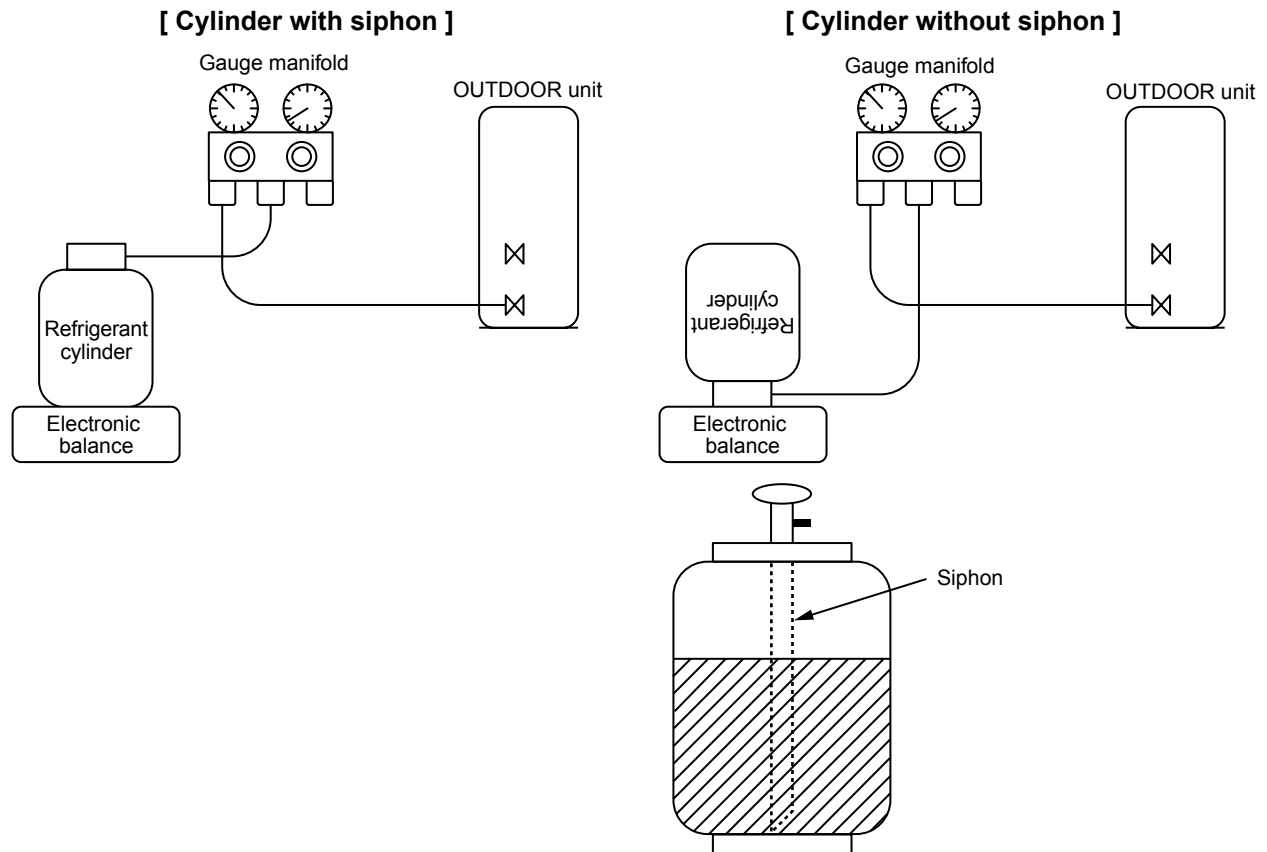 [ Cylinder with siphon ]
Gauge manifold
OUTDOOR unit
Refrigerant
cylinder
Electronic
balance
[ Cylinder without siphon ]
Gauge manifold
OUTDOOR unit
Refrigerant
cylinder
Electronic
balance
Siphon